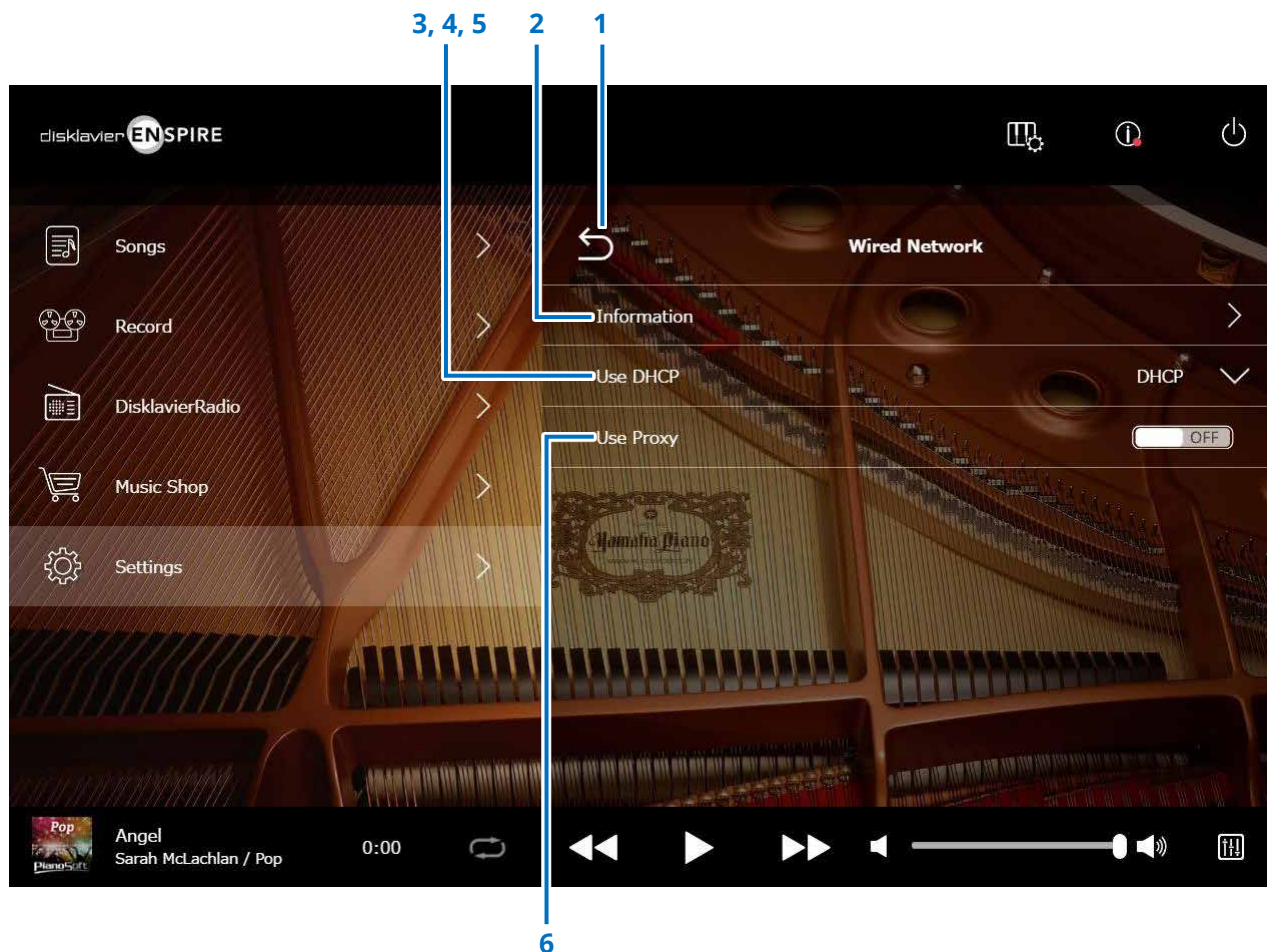 3, 4, 5
2
1
disklavier ENSPIRE
Songs
Record
DisklavierRadio
Music Shop
Settings
Wired Network
Information
Use DHCP
DHCP
Use Proxy
OFF
Yamaha Piano
Pop
PianoSoft
Angel
Sarah McLachlan / Pop
0:00
6